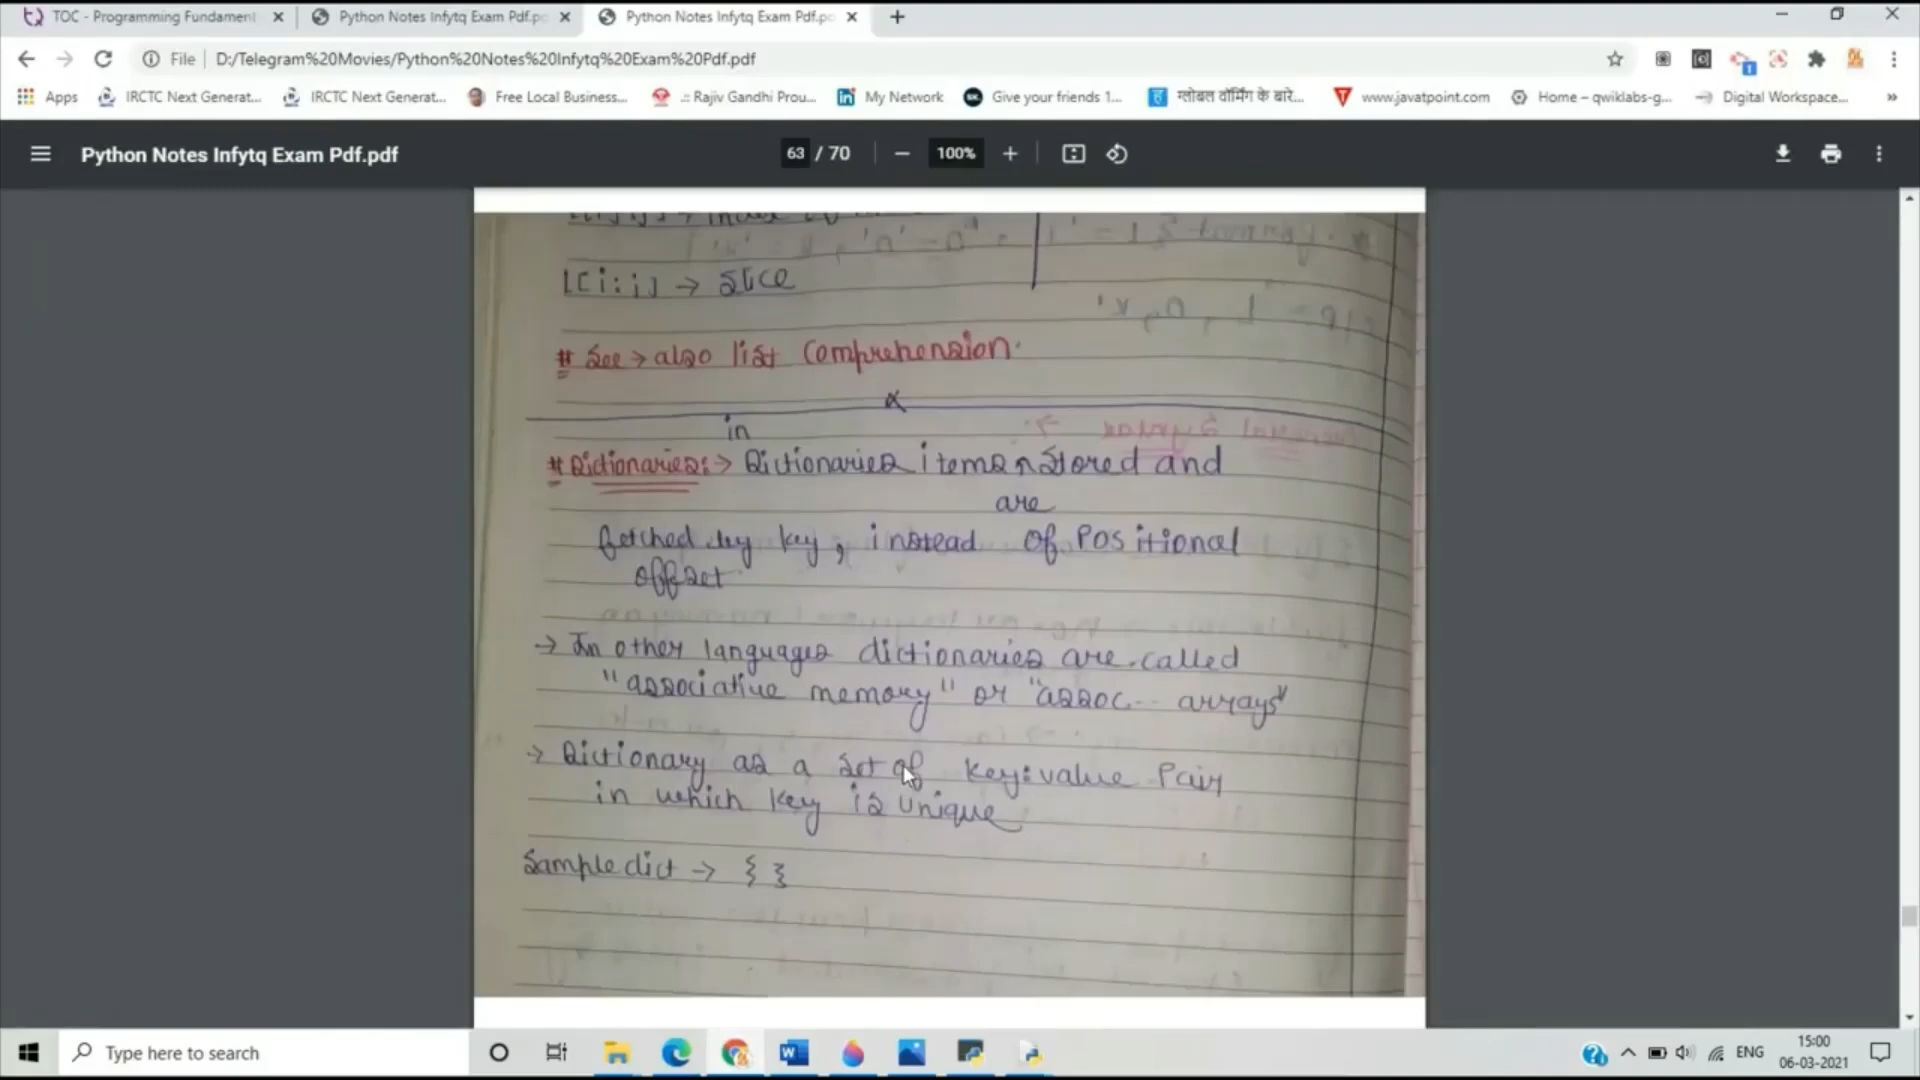 TOC - Programming Fundament
Python Notes Infytq Exam Pdf.pd
Python Notes Infytq Exam Pdf.pd
File
D:/Telegram%20Movies/Python%20Notes%20Infytq%20Exam%20Pdf.pdf
Apps
IRCTC Next Generat...
IRCTC Next Generat...
Free Local Business...
.:: Rajiv Gandhi Prou...
My Network
Give your friends 1...
ग्लोबल वॉर्मिंग के बारे...
www.javatpoint.com
Home – qwiklabs-g...
Digital Workspace...
»
Python Notes Infytq Exam Pdf.pdf
63 / 70
100%
L[i:j] → Slice
# See → also list Comprehension.
in
# Dictionaries: → Dictionaries items stored and
are
fetched by key, instead of Positional
offset.
→ In other languages dictionaries are called
"associative memory" or "assoc... arrays"
→ Dictionary as a set of key:value Pair
in which key is unique
Sample dict → { }
Type here to search
ENG
15:00
06-03-2021